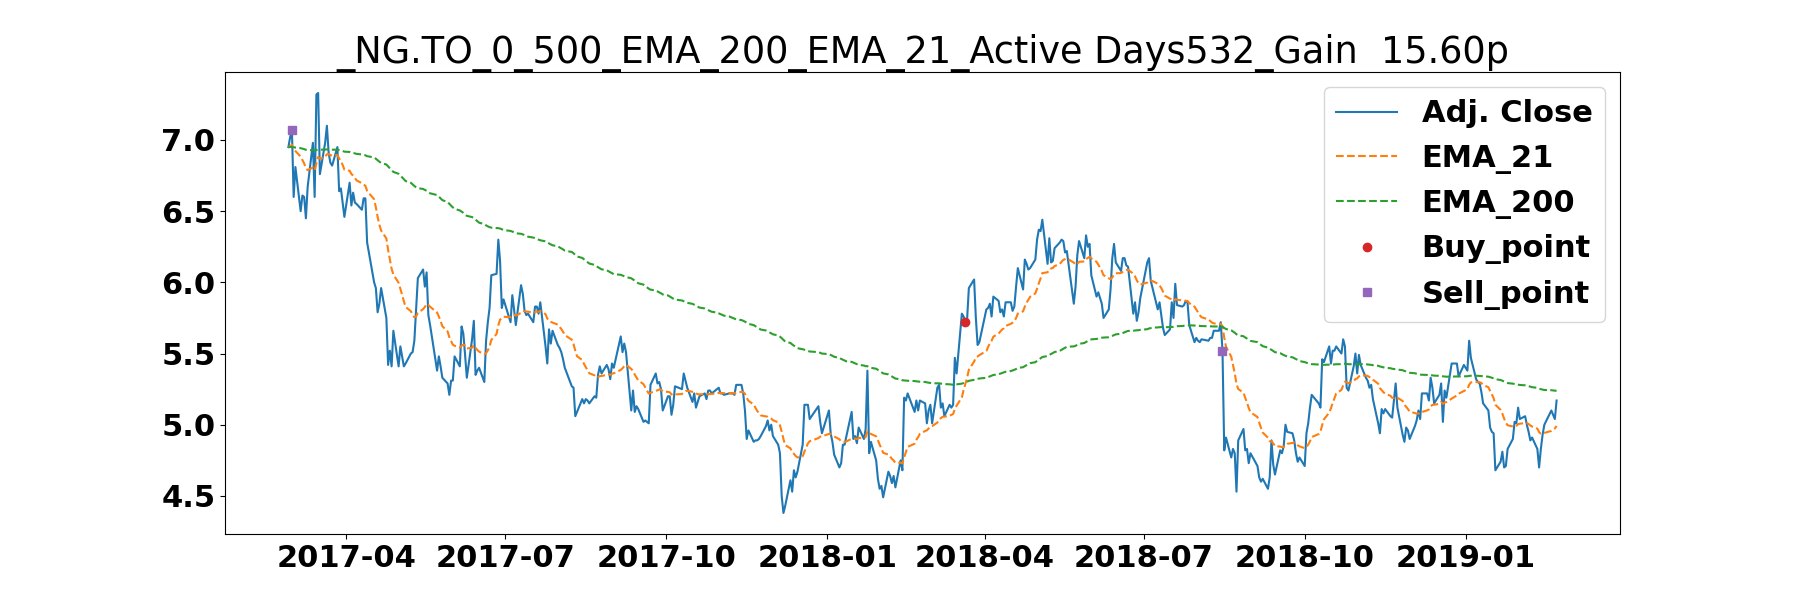 _NG.TO_0_500_EMA_200_EMA_21_Active Days532_Gain  15.60p
Adj. Close
EMA_21
EMA_200
Buy_point
Sell_point
7.0
6.5
6.0
5.5
5.0
4.5
2017-04 2017-07 2017-10 2018-01 2018-04 2018-07 2018-10 2019-01